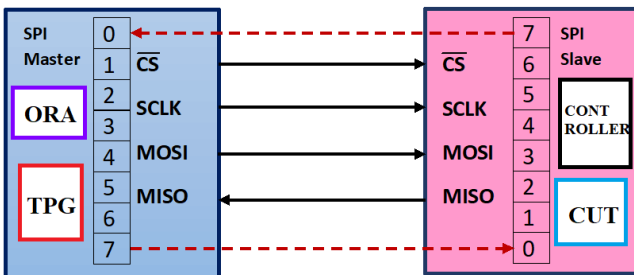 SPI
Master
ORA
TPG
0
1
2
3
4
5
6
7
CS
SCLK
MOSI
MISO
CS
SCLK
MOSI
MISO
7
6
5
4
3
2
1
0
SPI
Slave
CONT
ROLLER
CUT